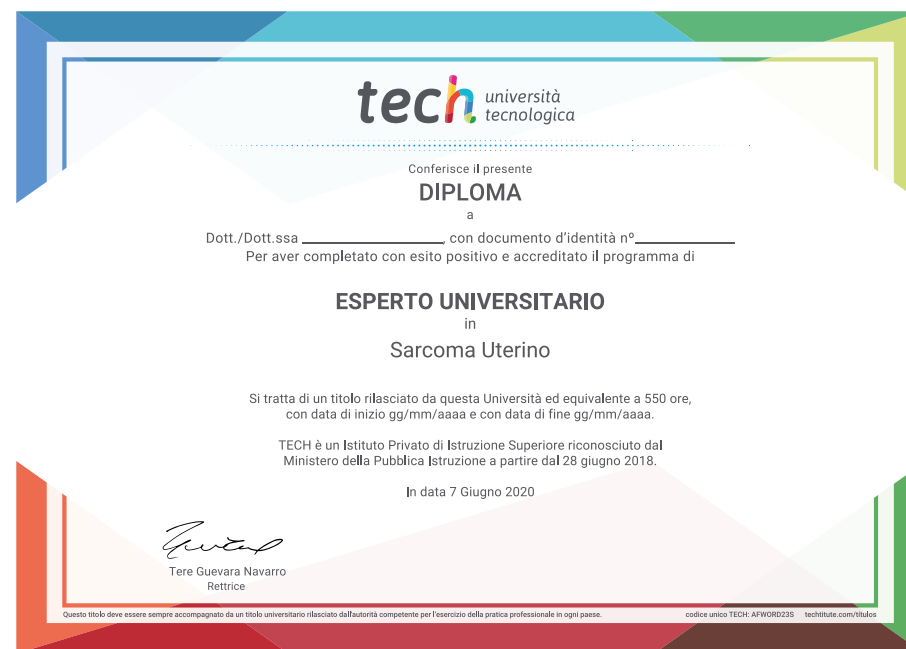 tech università
tecnologica
Conferisce il presente
DIPLOMA
a
Dott./Dott.ssa ____________________, con documento d'identità nº______________
Per aver completato con esito positivo e accreditato il programma di
ESPERTO UNIVERSITARIO
in
Sarcoma Uterino
Si tratta di un titolo rilasciato da questa Università ed equivalente a 550 ore,
con data di inizio gg/mm/aaaa e con data di fine gg/mm/aaaa.
TECH è un Istituto Privato di Istruzione Superiore riconosciuto dal
Ministero della Pubblica Istruzione a partire dal 28 giugno 2018.
In data 7 Giugno 2020
Tere Guevara Navarro
Rettrice
Questo titolo deve essere sempre accompagnato da un titolo universitario rilasciato dall'autorità competente per l'esercizio della pratica professionale in ogni paese.
codice unico TECH: AFWORD23S techtitute.com/titulos